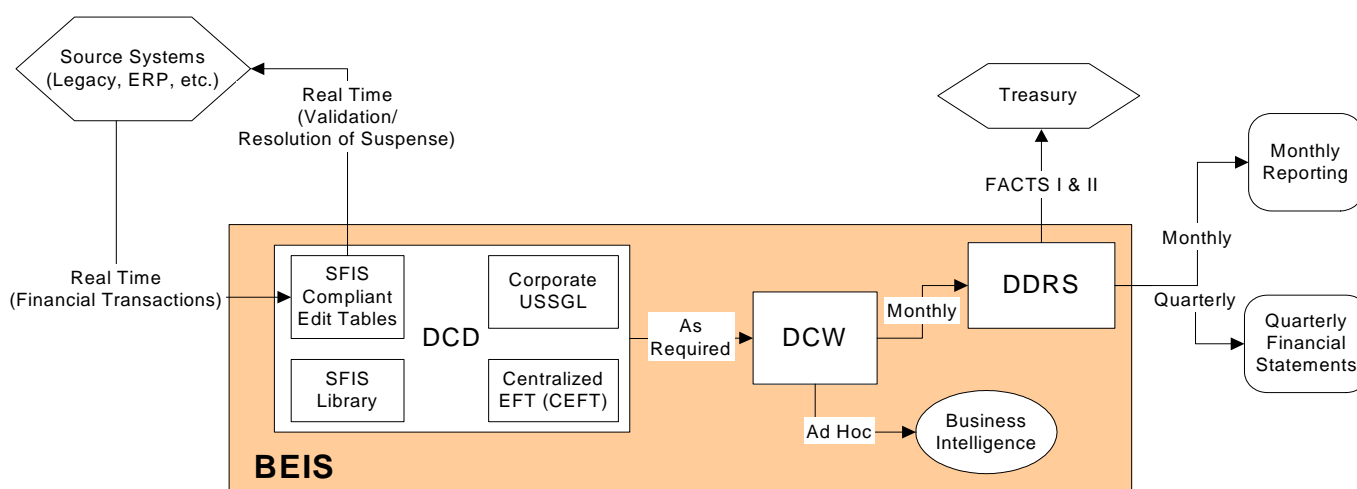 Source Systems
(Legacy, ERP, etc.)
Real Time
(Validation/
Resolution of Suspense)
Treasury
Monthly
Reporting
FACTS I & II
Real Time
(Financial Transactions)
SFIS
Compliant
Edit Tables
Corporate
USSGL
DCD
SFIS
Library
Centralized
EFT (CEFT)
As
Required
DCW
Monthly
DDRS
Monthly
Quarterly
Quarterly
Financial
Statements
Ad Hoc
Business
Intelligence
BEIS